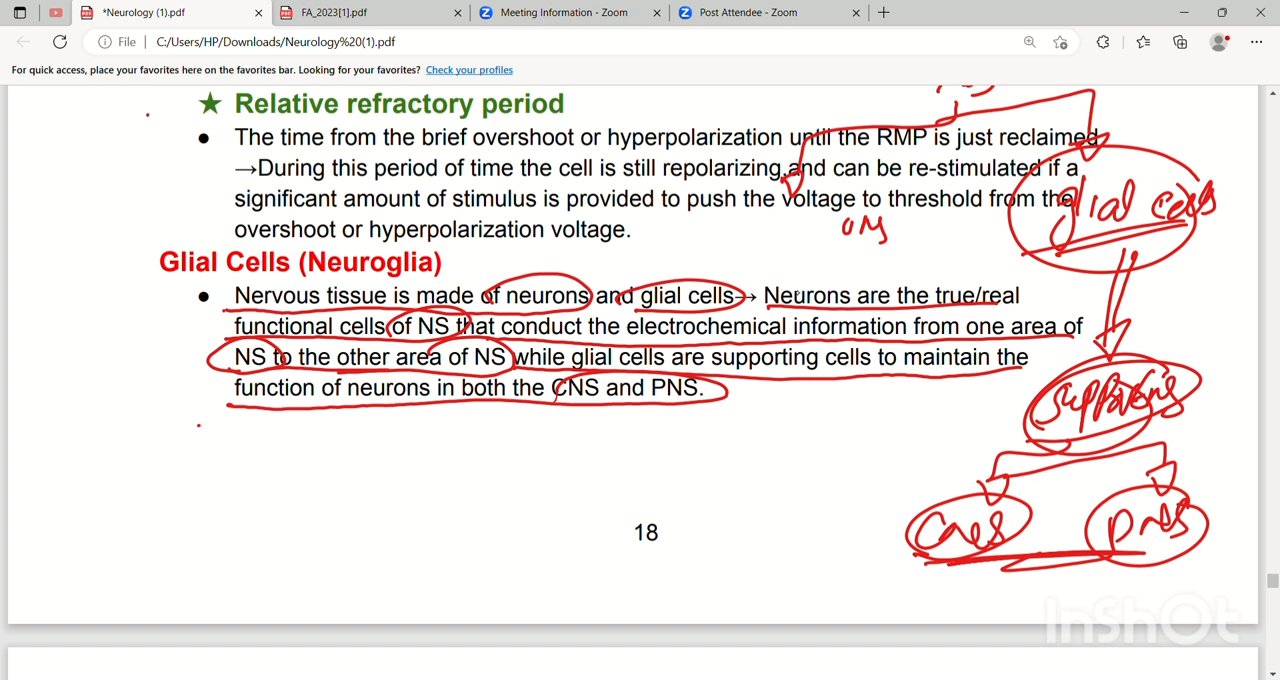 *Neurology (1).pdf
FA_2023[1].pdf
Meeting Information - Zoom
Post Attendee - Zoom
File
C:/Users/HP/Downloads/Neurology%20(1).pdf
For quick access, place your favorites here on the favorites bar. Looking for your favorites? Check your profiles
★ Relative refractory period
● The time from the brief overshoot or hyperpolarization until the RMP is just reclaimed
→During this period of time the cell is still repolarizing and can be re-stimulated if a
significant amount of stimulus is provided to push the voltage to threshold from the
overshoot or hyperpolarization voltage.
glial cells
Glial Cells (Neuroglia)
● Nervous tissue is made of neurons and glial cells→ Neurons are the true/real
functional cells of NS that conduct the electrochemical information from one area of
NS to the other area of NS while glial cells are supporting cells to maintain the
function of neurons in both the CNS and PNS.
18
PNS
InShOt